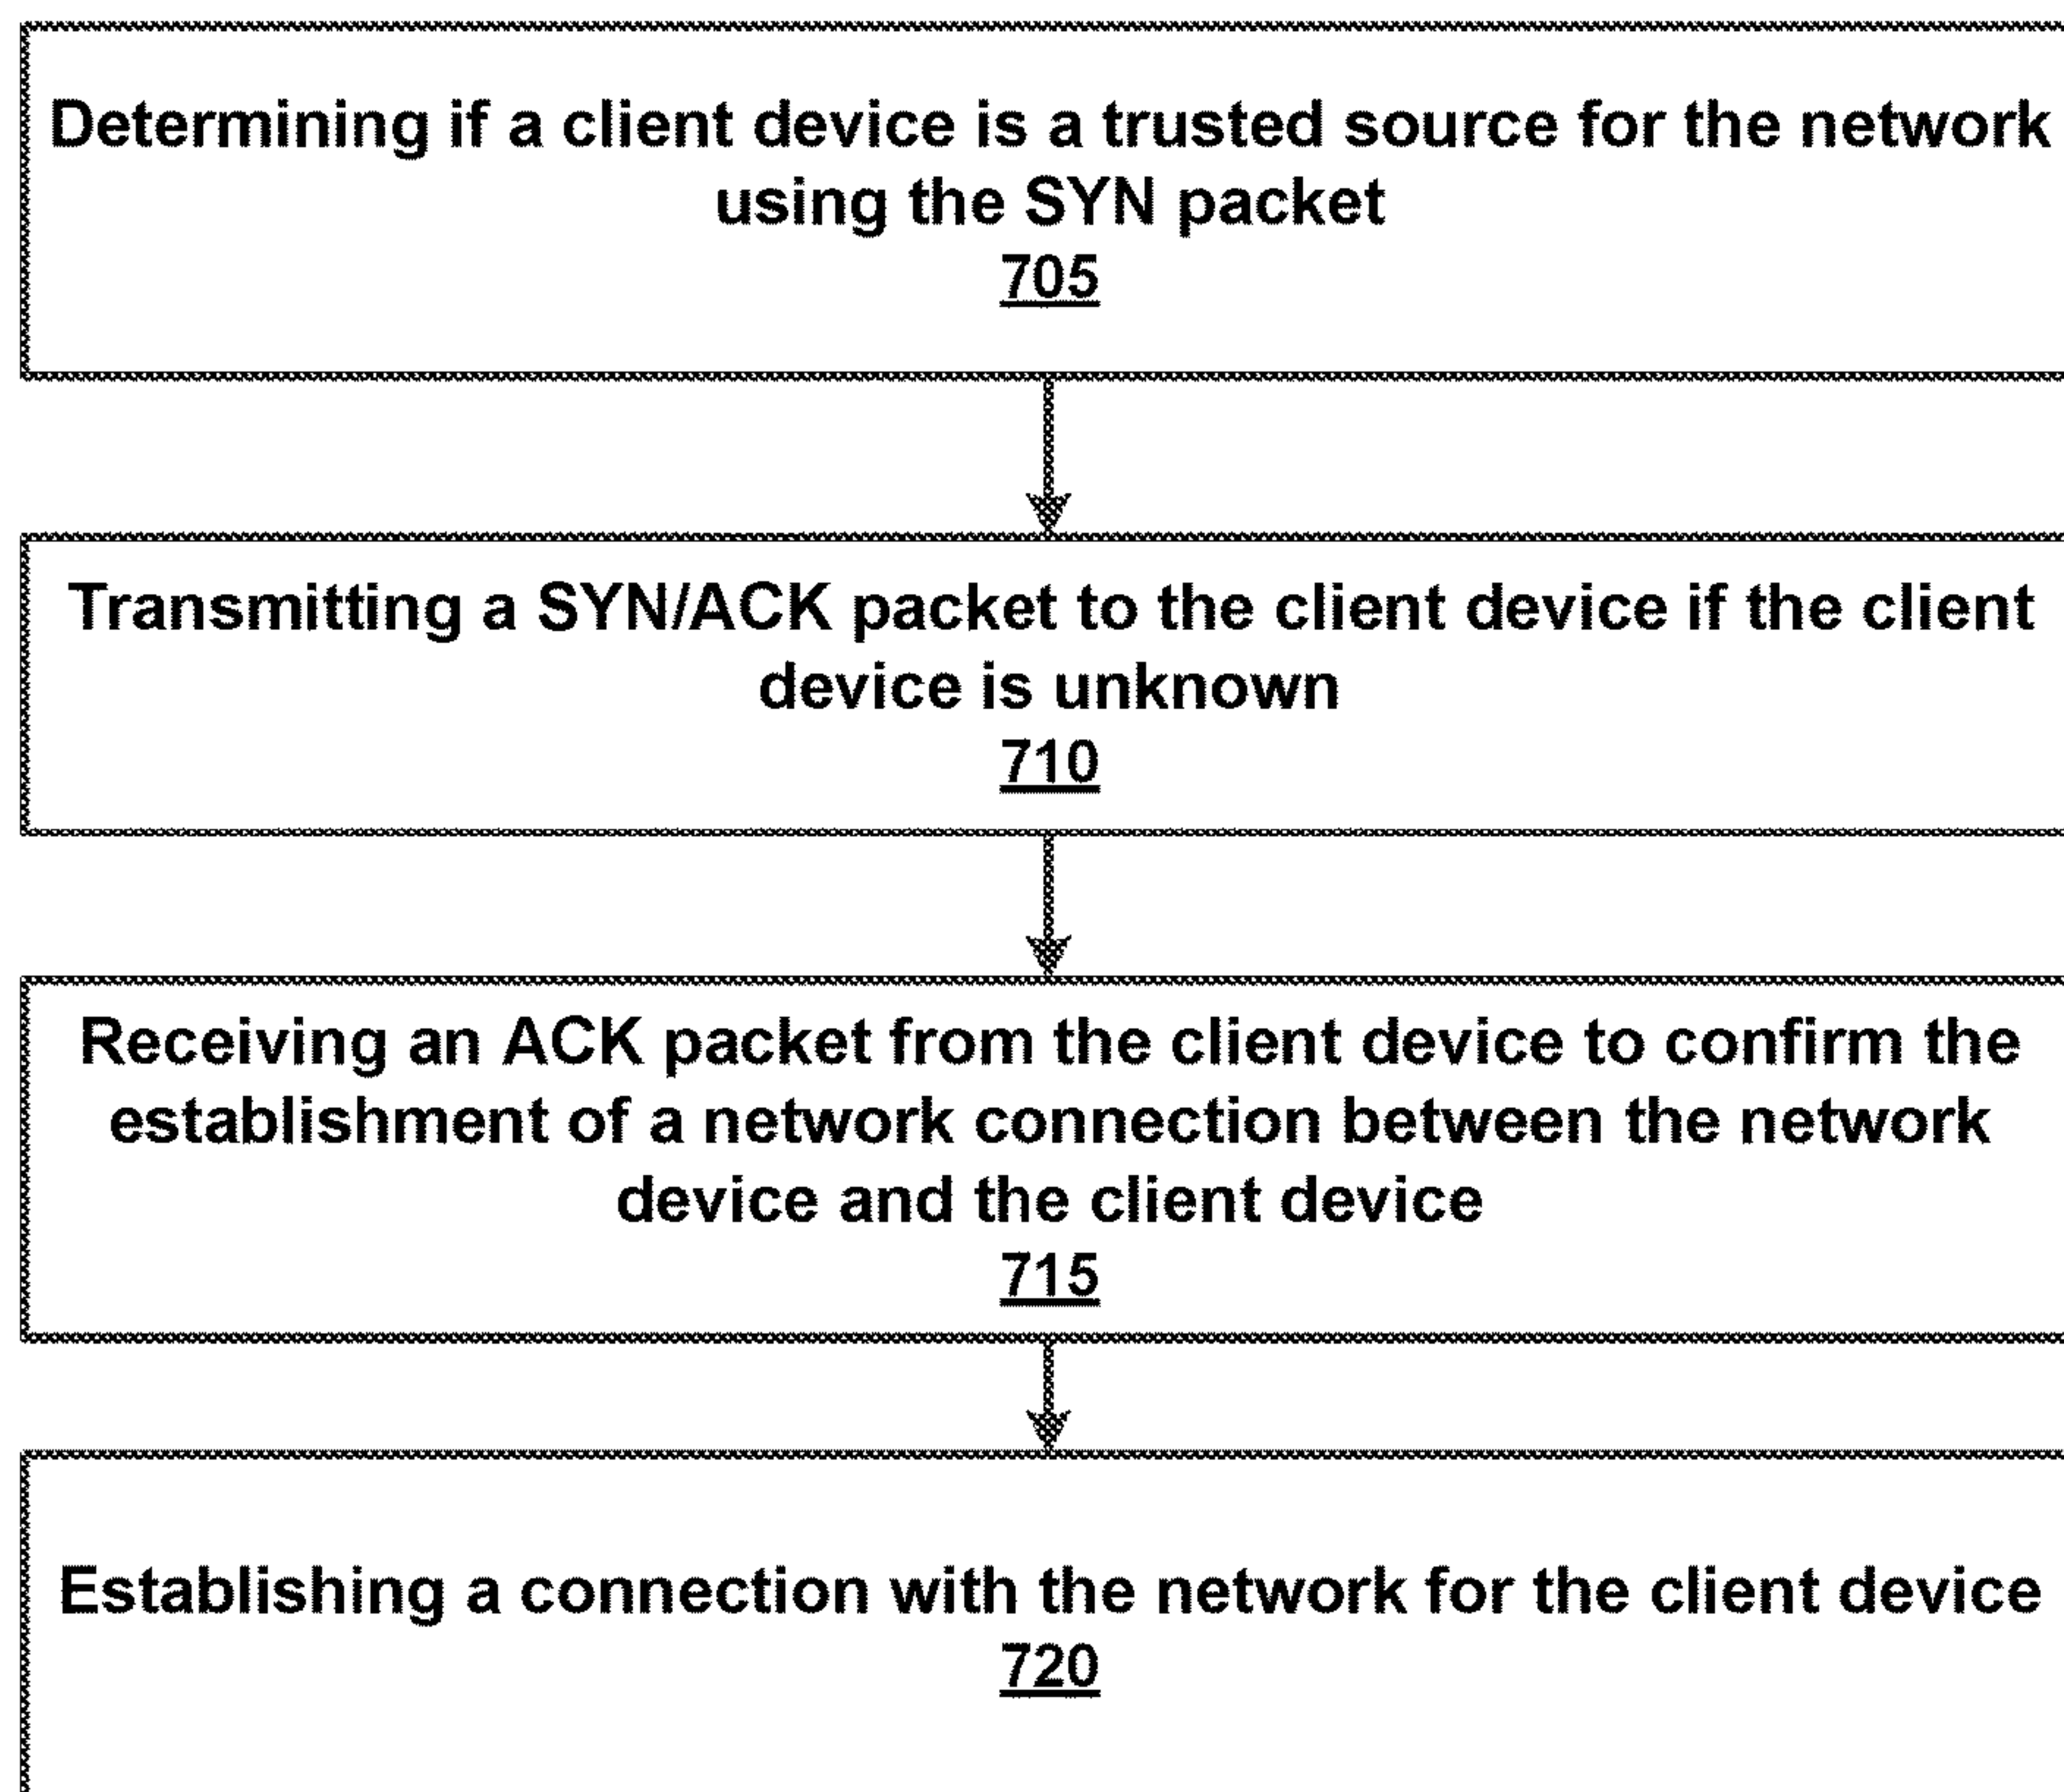 Determining if a client device is a trusted source for the network
using the SYN packet
705
Transmitting a SYN/ACK packet to the client device if the client
device is unknown
710
Receiving an ACK packet from the client device to confirm the
establishment of a network connection between the network
device and the client device
715
Establishing a connection with the network for the client device
720